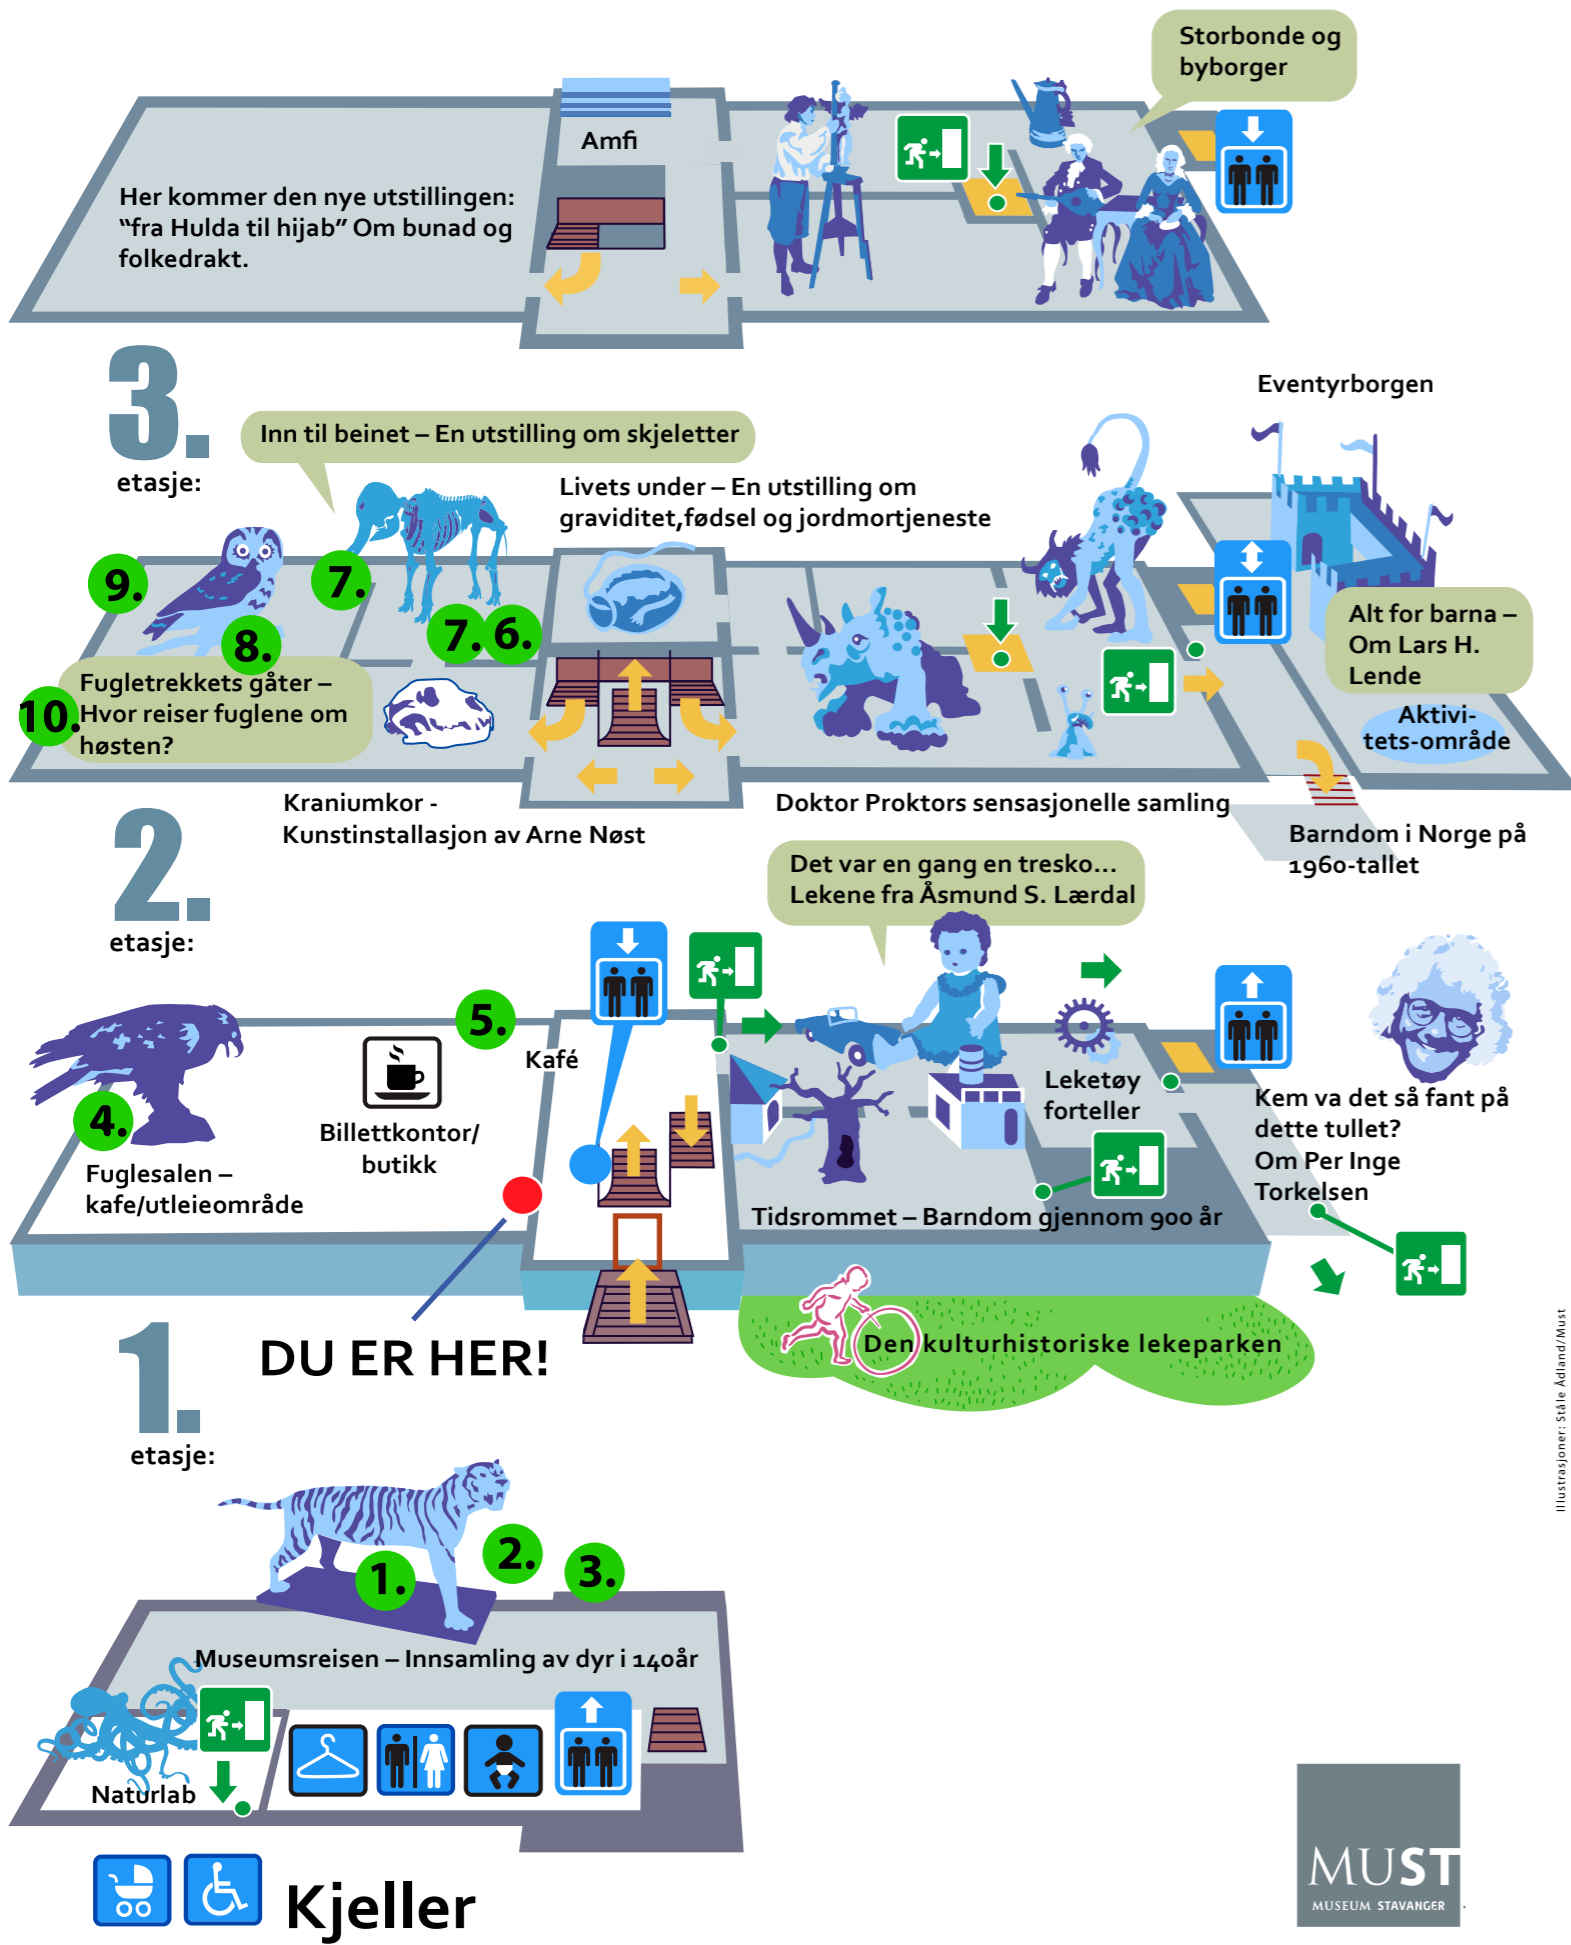 Storbonde og
byborger
Amfi
Her kommer den nye utstillingen:
“fra Hulda til hijab” Om bunad og
folkedrakt.
3.
etasje:
Eventyrborgen
Inn til beinet – En utstilling om skjeletter
Livets under – En utstilling om
graviditet,fødsel og jordmortjeneste
9.
7.
8.
7.
6.
10.
Fugletrekkets gåter –
Hvor reiser fuglene om
høsten?
Alt for barna –
Om Lars H.
Lende
Aktivi-
tets-område
Kraniumkor -
Kunstinstallasjon av Arne Nøst
Doktor Proktors sensasjonelle samling
Barndom i Norge på
1960-tallet
2.
etasje:
Det var en gang en tresko...
Lekene fra Åsmund S. Lærdal
5.
Kafé
4.
Billettkontor/
butikk
Fuglesalen –
kafe/utleieområde
Leketøy
forteller
Kem va det så fant på
dette tullet?
Om Per Inge
Torkelsen
Tidsrommet – Barndom gjennom 900 år
DU ER HER!
Den kulturhistoriske lekeparken
1.
etasje:
Illustrasjoner: Ståle Ådland/Must
1.
2.
3.
Museumsreisen – Innsamling av dyr i 140år
Naturlab
Kjeller
MUST
MUSEUM STAVANGER